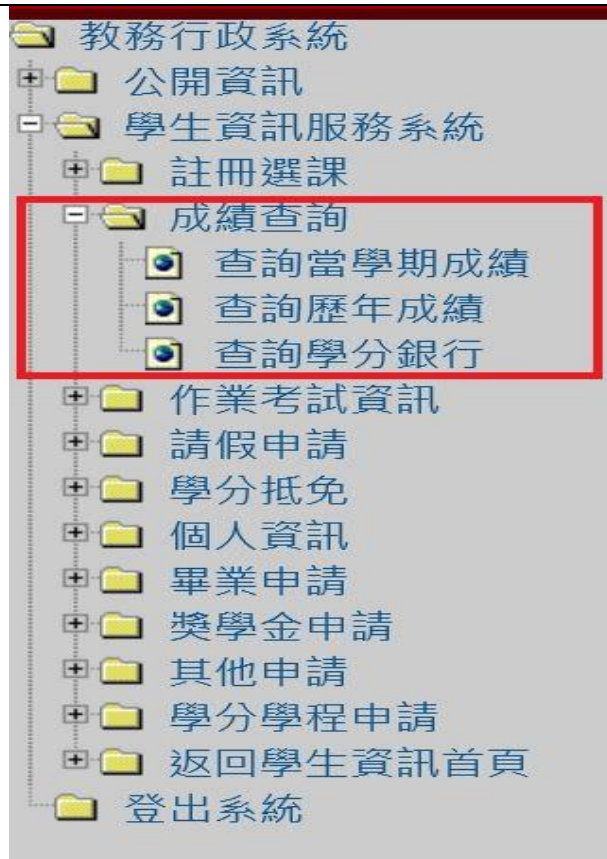 教務行政系統
公開資訊
學生資訊服務系統
註冊選課
成績查詢
查詢當學期成績
查詢歷年成績
查詢學分銀行
作業考試資訊
請假申請
學分抵免
個人資訊
畢業申請
獎學金申請
其他申請
學分學程申請
返回學生資訊首頁
登出系統